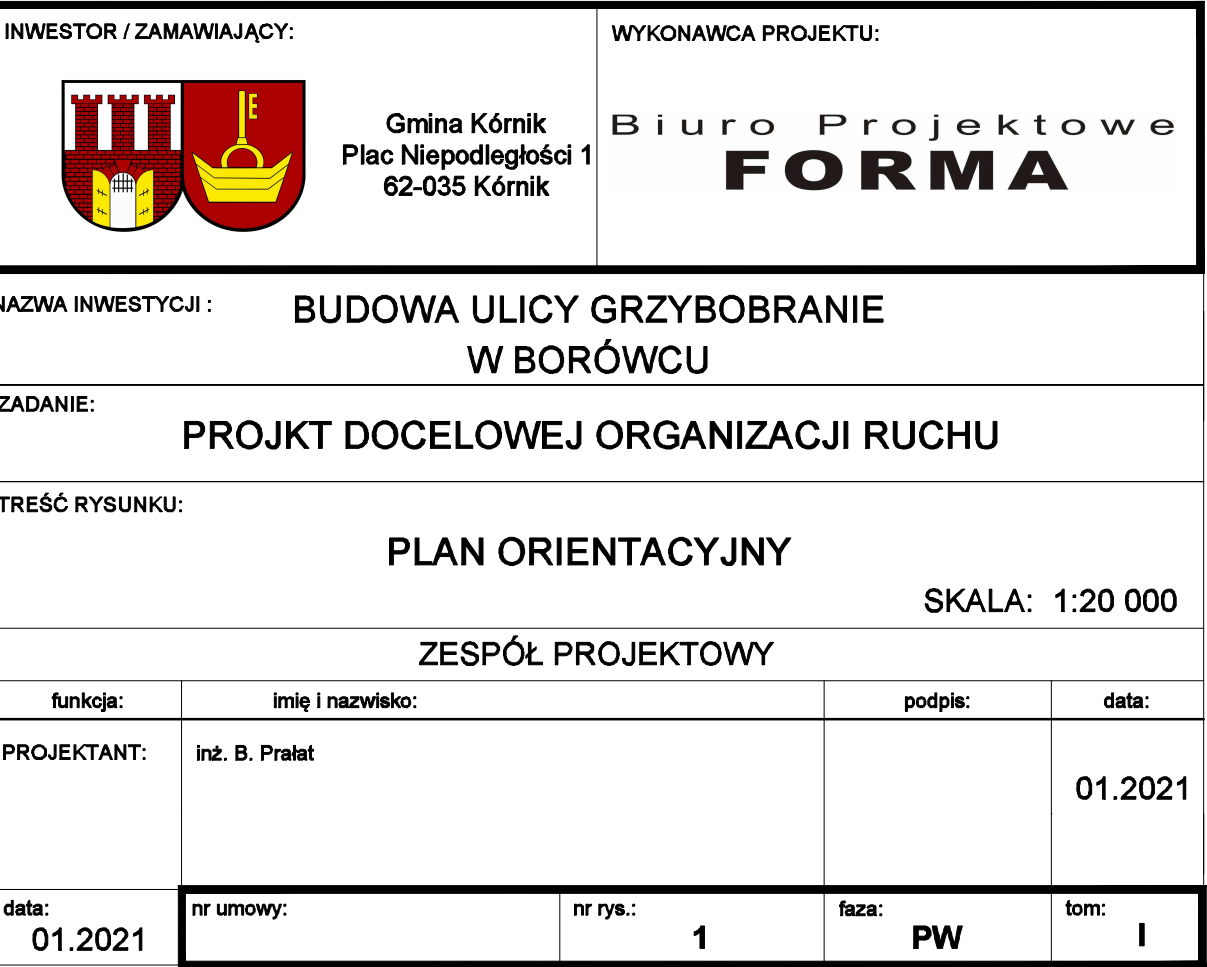 INWESTOR / ZAMAWIAJĄCY:
Gmina Kórnik
Plac Niepodległości 1
62-035 Kórnik
WYKONAWCA PROJEKTU:
Biuro Projektowe
FORMA
NAZWA INWESTYCJI :
BUDOWA ULICY GRZYBOBRANIE
W BORÓWCU
ZADANIE:
PROJKT DOCELOWEJ ORGANIZACJI RUCHU
TREŚĆ RYSUNKU:
PLAN ORIENTACYJNY
SKALA: 1:20 000
ZESPÓŁ PROJEKTOWY
funkcja: imię i nazwisko: podpis: data:
PROJEKTANT: inż. B. Prałat
01.2021
data: nr umowy: nr rys.: faza: tom:
01.2021 1 PW I